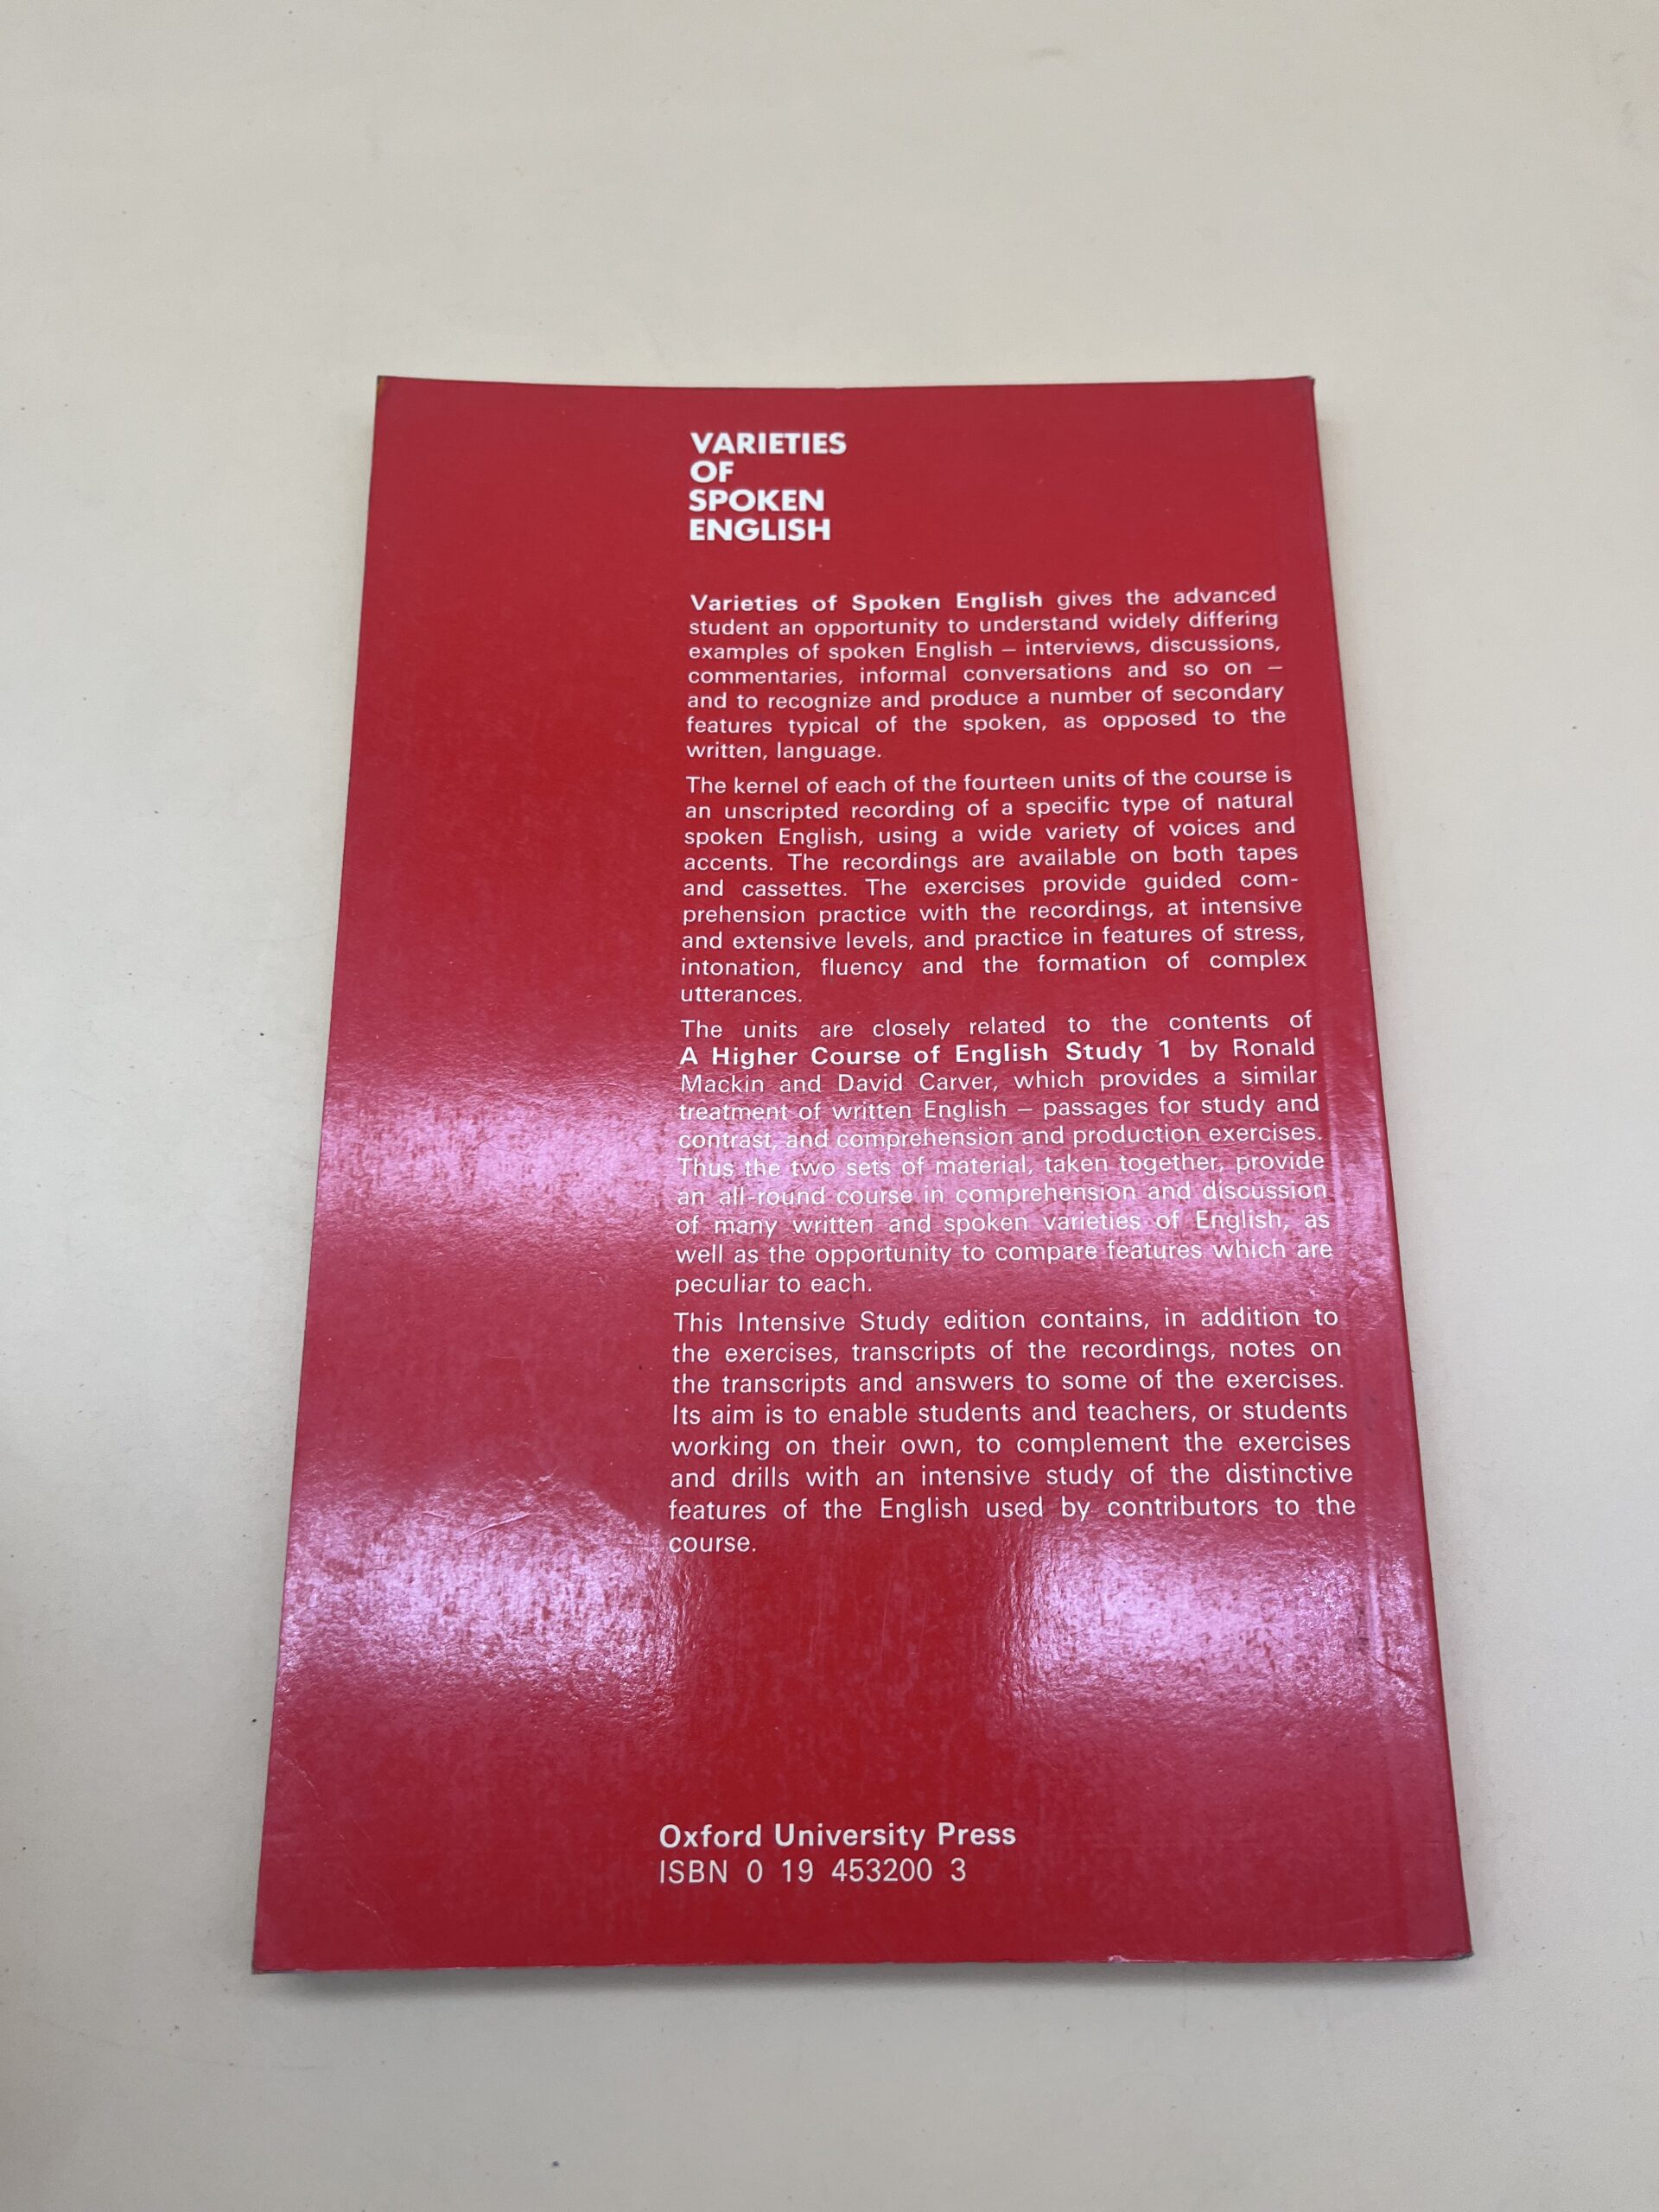 VARIETIES
OF
SPOKEN
ENGLISH
Varieties of Spoken English gives the advanced
student an opportunity to understand widely differing
examples of spoken English – interviews, discussions,
commentaries, informal conversations and so on –
and to recognize and produce a number of secondary
features typical of the spoken, as opposed to the
written, language.
The kernel of each of the fourteen units of the course is
an unscripted recording of a specific type of natural
spoken English, using a wide variety of voices and
accents. The recordings are available on both tapes
and cassettes. The exercises provide guided com-
prehension practice with the recordings, at intensive
and extensive levels, and practice in features of stress,
intonation, fluency and the formation of complex
utterances.
The units are closely related to the contents of
A Higher Course of English Study 1 by Ronald
Mackin and David Carver, which provides a similar
treatment of written English – passages for study and
contrast, and comprehension and production exercises.
Thus the two sets of material, taken together, provide
an all-round course in comprehension and discussion
of many written and spoken varieties of English, as
well as the opportunity to compare features which are
peculiar to each.
This Intensive Study edition contains, in addition to
the exercises, transcripts of the recordings, notes on
the transcripts and answers to some of the exercises.
Its aim is to enable students and teachers, or students
working on their own, to complement the exercises
and drills with an intensive study of the distinctive
features of the English used by contributors to the
course.
Oxford University Press
ISBN 0 19 453200 3